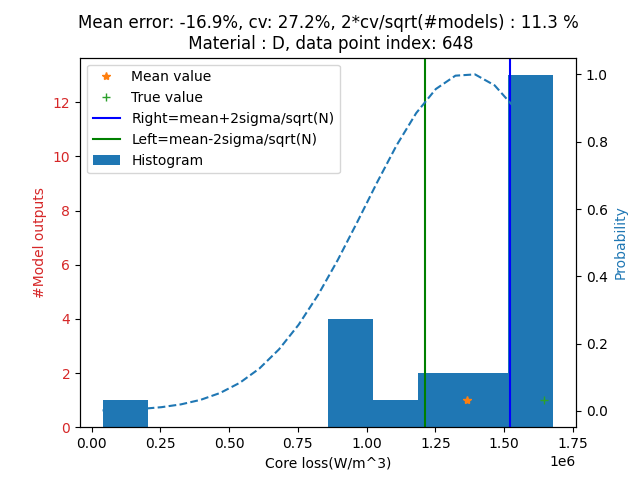 Mean error: -16.9%, cv: 27.2%, 2*cv/sqrt(#models) : 11.3 %
Material : D, data point index: 648
Mean value
True value
Right=mean+2sigma/sqrt(N)
Left=mean-2sigma/sqrt(N)
Histogram
#Model outputs
12
10
8
6
4
2
0
1.0
0.8
0.6
0.4
0.2
0.0
Probability
0.00 0.25 0.50 0.75 1.00 1.25 1.50 1.75
1e6
Core loss(W/m^3)